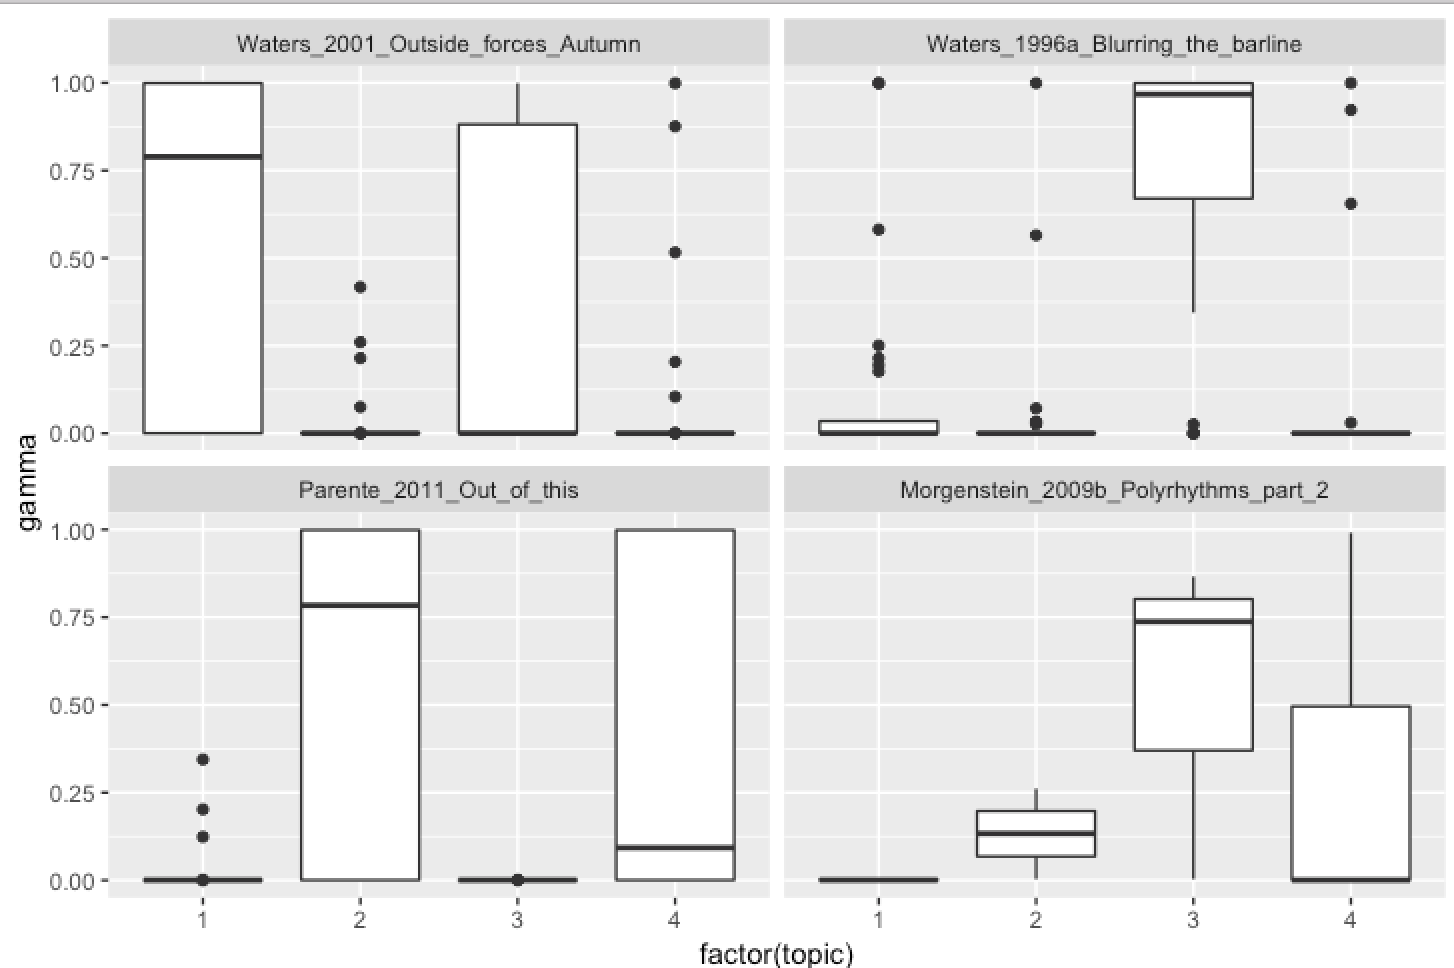 Waters_2001_Outside_forces_Autumn
Waters_1996a_Blurring_the_barline
1.00
0.75
0.50
0.25
0.00
gamma
Parente_2011_Out_of_this
Morgenstein_2009b_Polyrhythms_part_2
1.00
0.75
0.50
0.25
0.00
1 2 3 4
1 2 3 4
factor(topic)